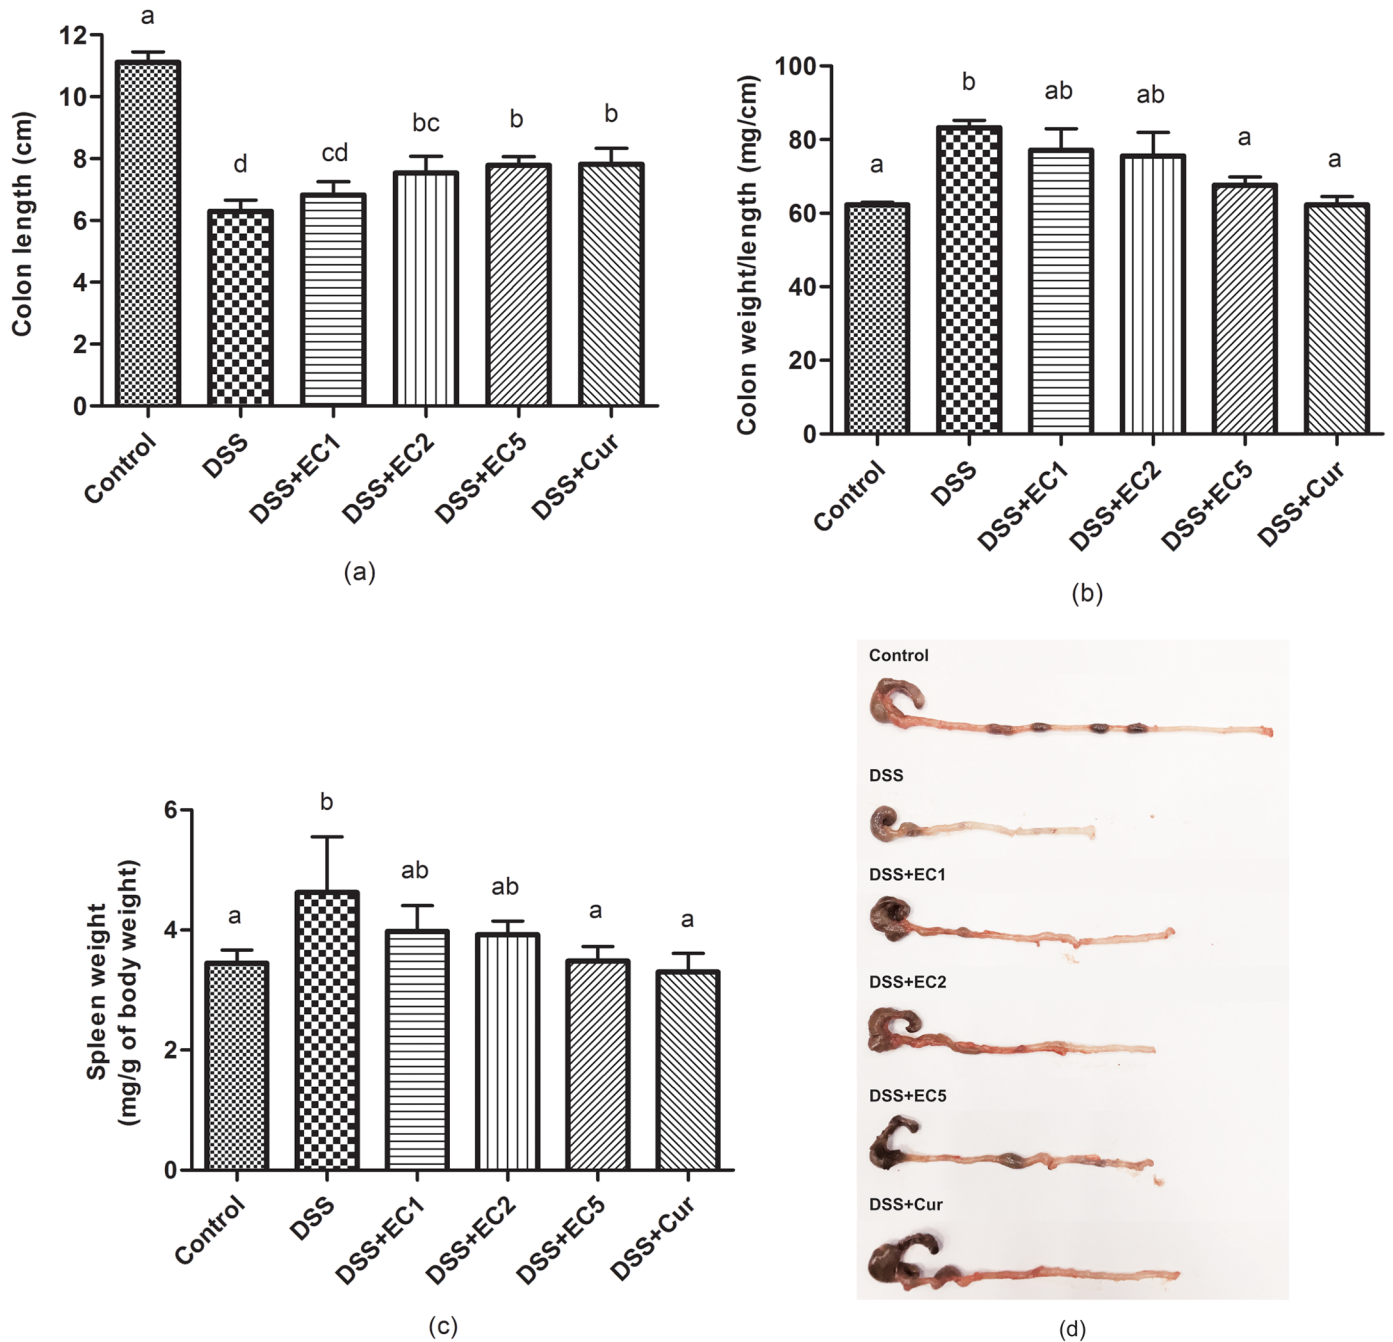 a
12
10
8
6
4
2
0
Colon length (cm)
d
cd
bc
b
b
Control
DSS
DSS+EC1
DSS+EC2
DSS+EC5
DSS+Cur
(a)
100
80
60
40
20
0
Colon weight/length (mg/cm)
a
b
ab
ab
a
a
Control
DSS
DSS+EC1
DSS+EC2
DSS+EC5
DSS+Cur
(b)
6
4
2
0
Spleen weight
(mg/g of body weight)
a
b
ab
ab
a
a
Control
DSS
DSS+EC1
DSS+EC2
DSS+EC5
DSS+Cur
(c)
Control
DSS
DSS+EC1
DSS+EC2
DSS+EC5
DSS+Cur
(d)